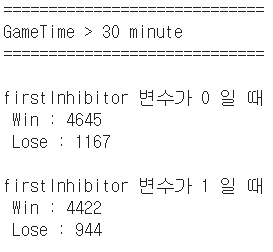 ==============================
GameTime > 30 minute
==============================
firstInhibitor 변수가 0 일 때
Win : 4645
Lose : 1167
firstInhibitor 변수가 1 일 때
Win : 4422
Lose : 944